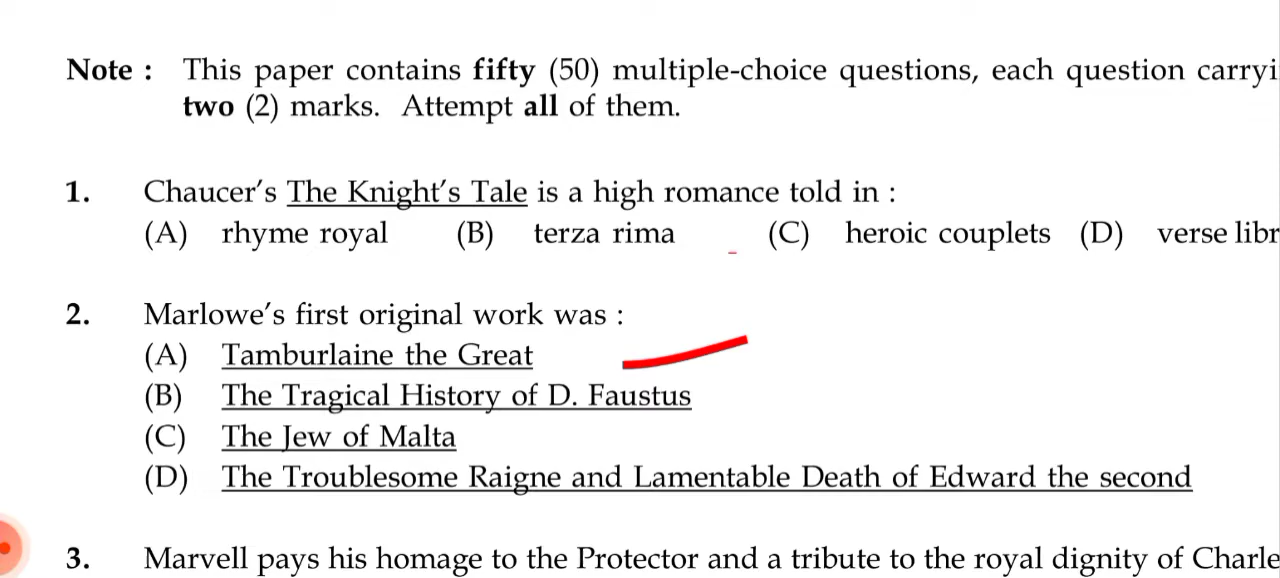 Note : This paper contains fifty (50) multiple-choice questions, each question carryi
two (2) marks. Attempt all of them.
1. Chaucer's The Knight's Tale is a high romance told in :
(A) rhyme royal (B) terza rima (C) heroic couplets (D) verse libr
2. Marlowe's first original work was :
(A) Tamburlaine the Great
(B) The Tragical History of D. Faustus
(C) The Jew of Malta
(D) The Troublesome Raigne and Lamentable Death of Edward the second
3. Marvell pays his homage to the Protector and a tribute to the royal dignity of Charle